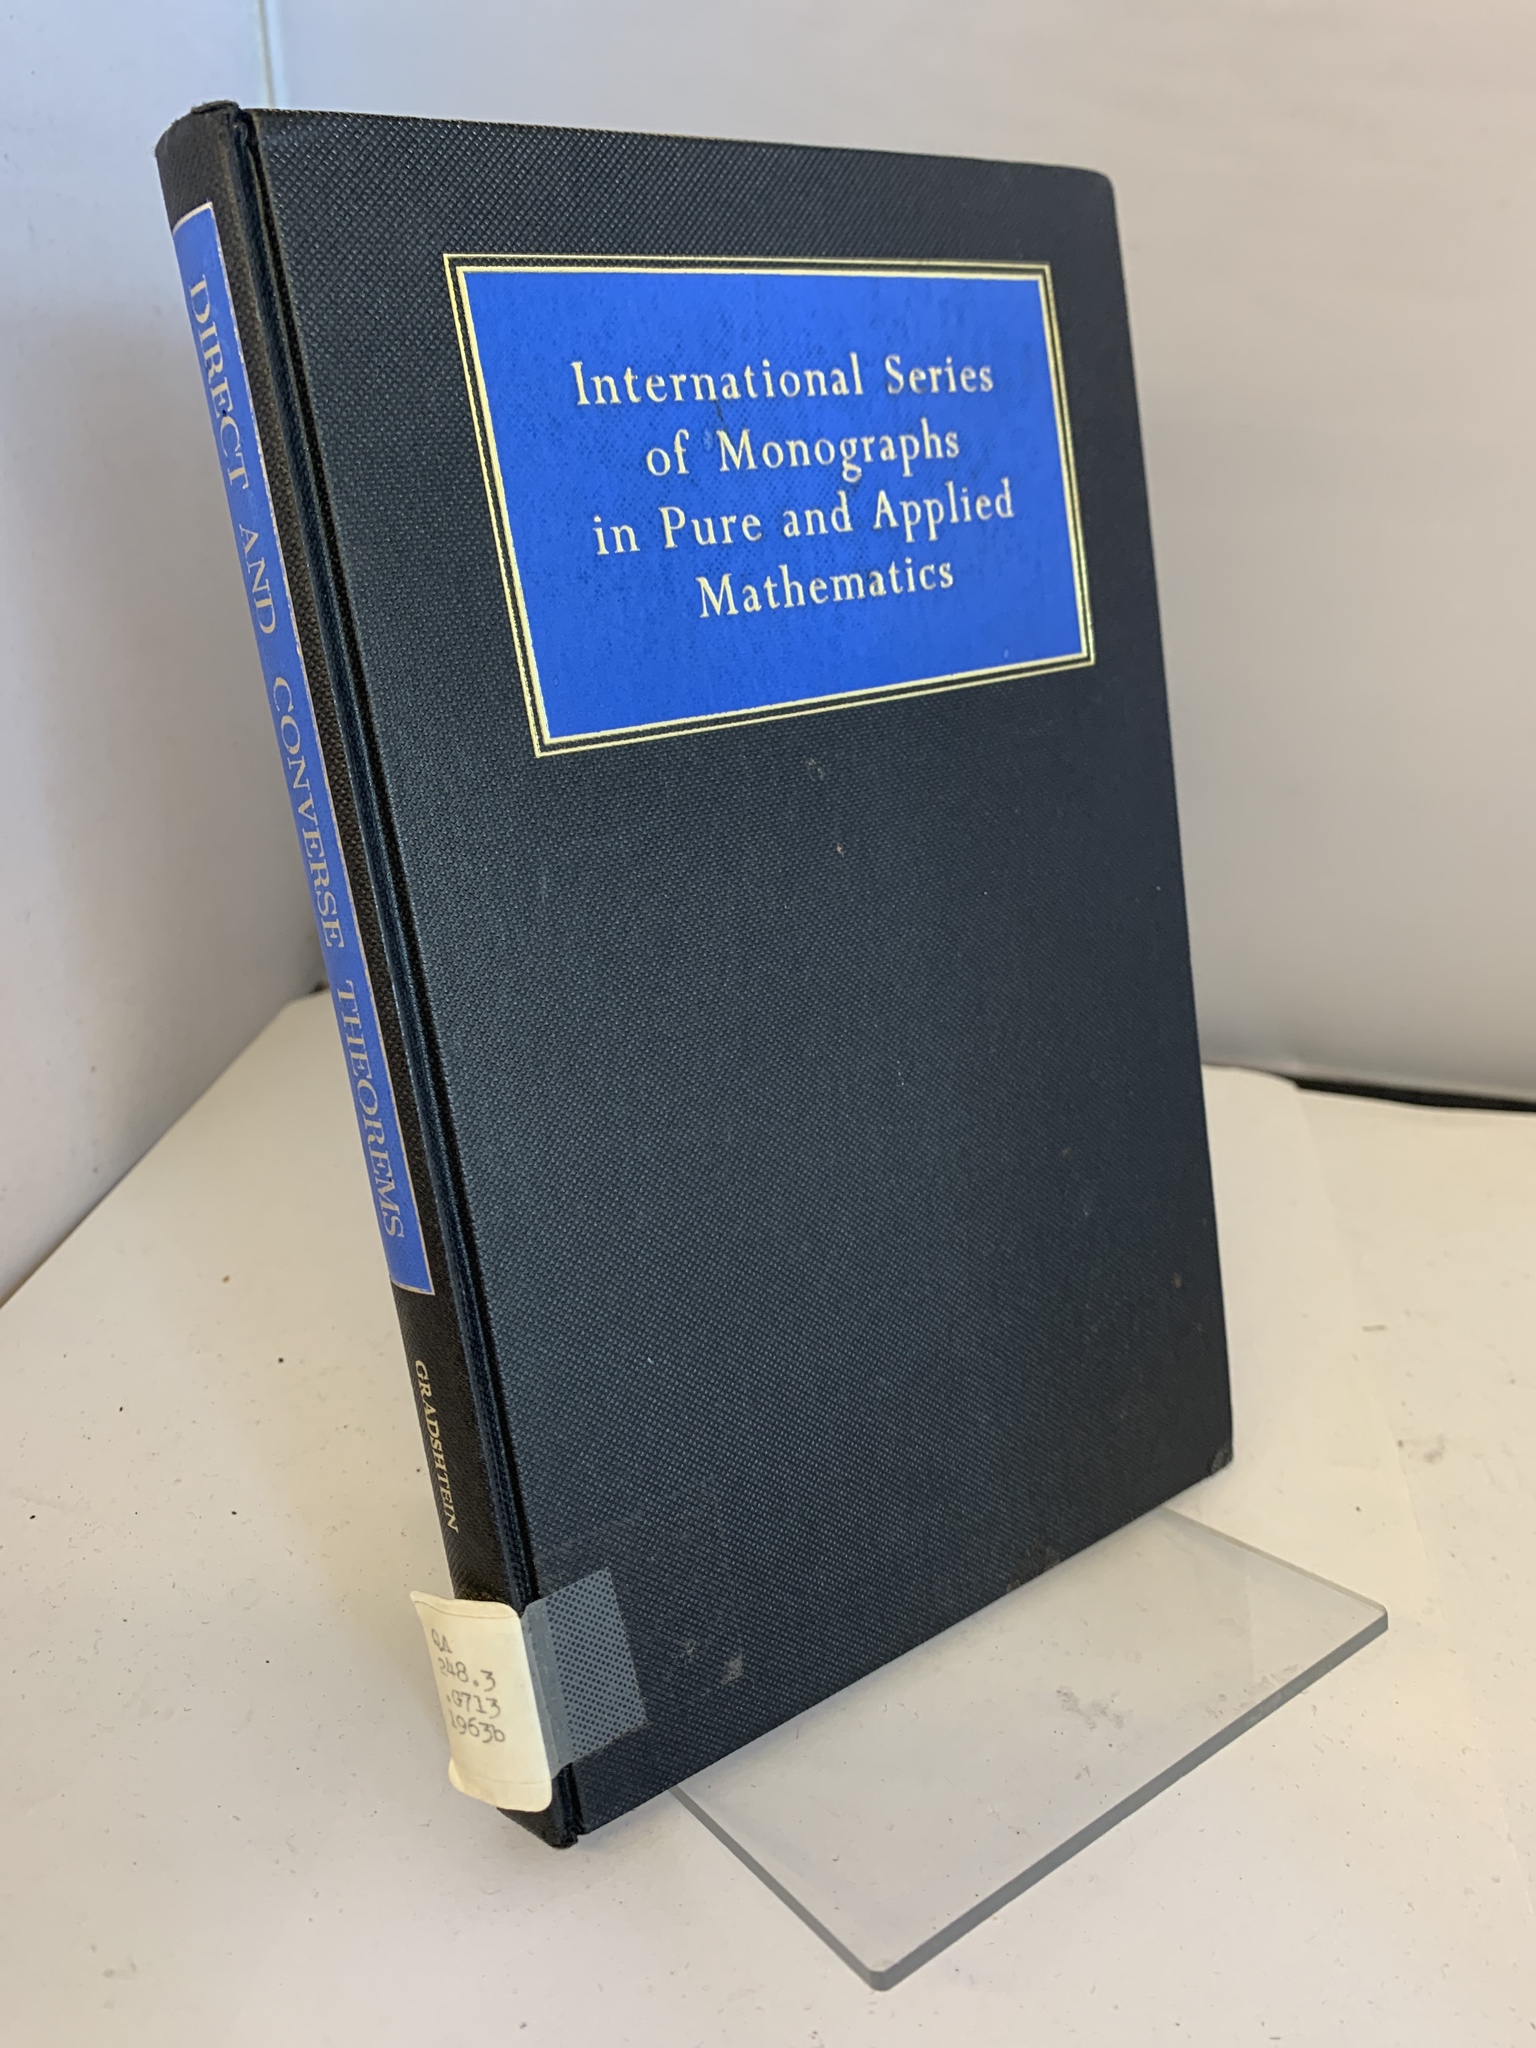 International Series
of Monographs
in Pure and Applied
Mathematics
DIRECT AND CONVERSE THEOREMS
GRADSHTEIN
QA
248.3
.G713
1963b